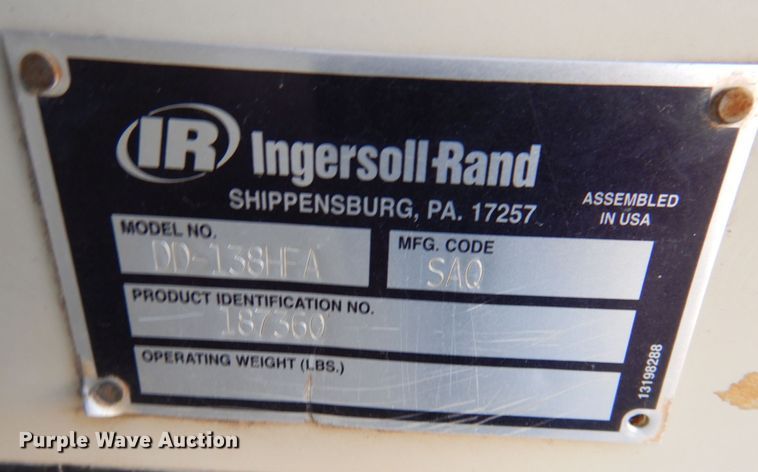 IR Ingersoll-Rand
SHIPPENSBURG, PA. 17257
ASSEMBLED
IN USA
MODEL NO.
DD-138HFA
MFG. CODE
SAQ
PRODUCT IDENTIFICATION NO.
187360
OPERATING WEIGHT (LBS.)
13198288
Purple Wave Auction